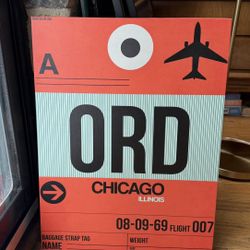 A
ORD
CHICAGO
ILLINOIS
08-09-69 FLIGHT 007
BAGGAGE STRAP TAG
NAME
WEIGHT